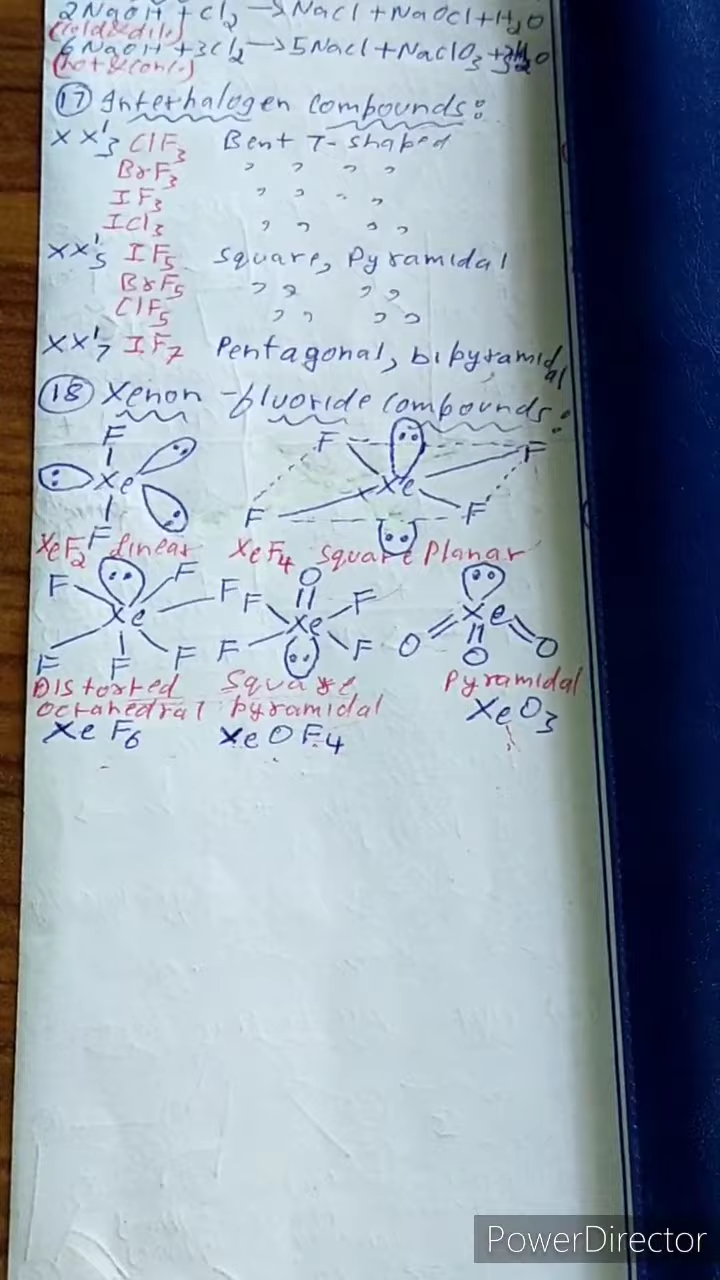 2NaOH + Cl2 → NaCl + NaOCl + H2O
(cold & dil.)
6NaOH + 3Cl2 → 5NaCl + NaClO3 + 3H2O
(hot & conc.)
17 Interhalogen compounds:
XX'3 ClF3 Bent T-shaped
BrF3 " " " "
IF3 " " " "
ICl3 " " " "
XX'5 IF5 Square, Pyramidal
BrF5 " " " "
ClF5 " " " "
XX'7 IF7 Pentagonal, bipyramidal
18 Xenon -fluoride compounds:
F F F
Xe Xe
F F F
XeF2 linear XeF4 Square Planar
F F F F O F Xe
Xe Xe O O O
F F F F F
Distorted Square Pyramidal
octahedral pyramidal XeO3
XeF6 XeOF4
PowerDirector